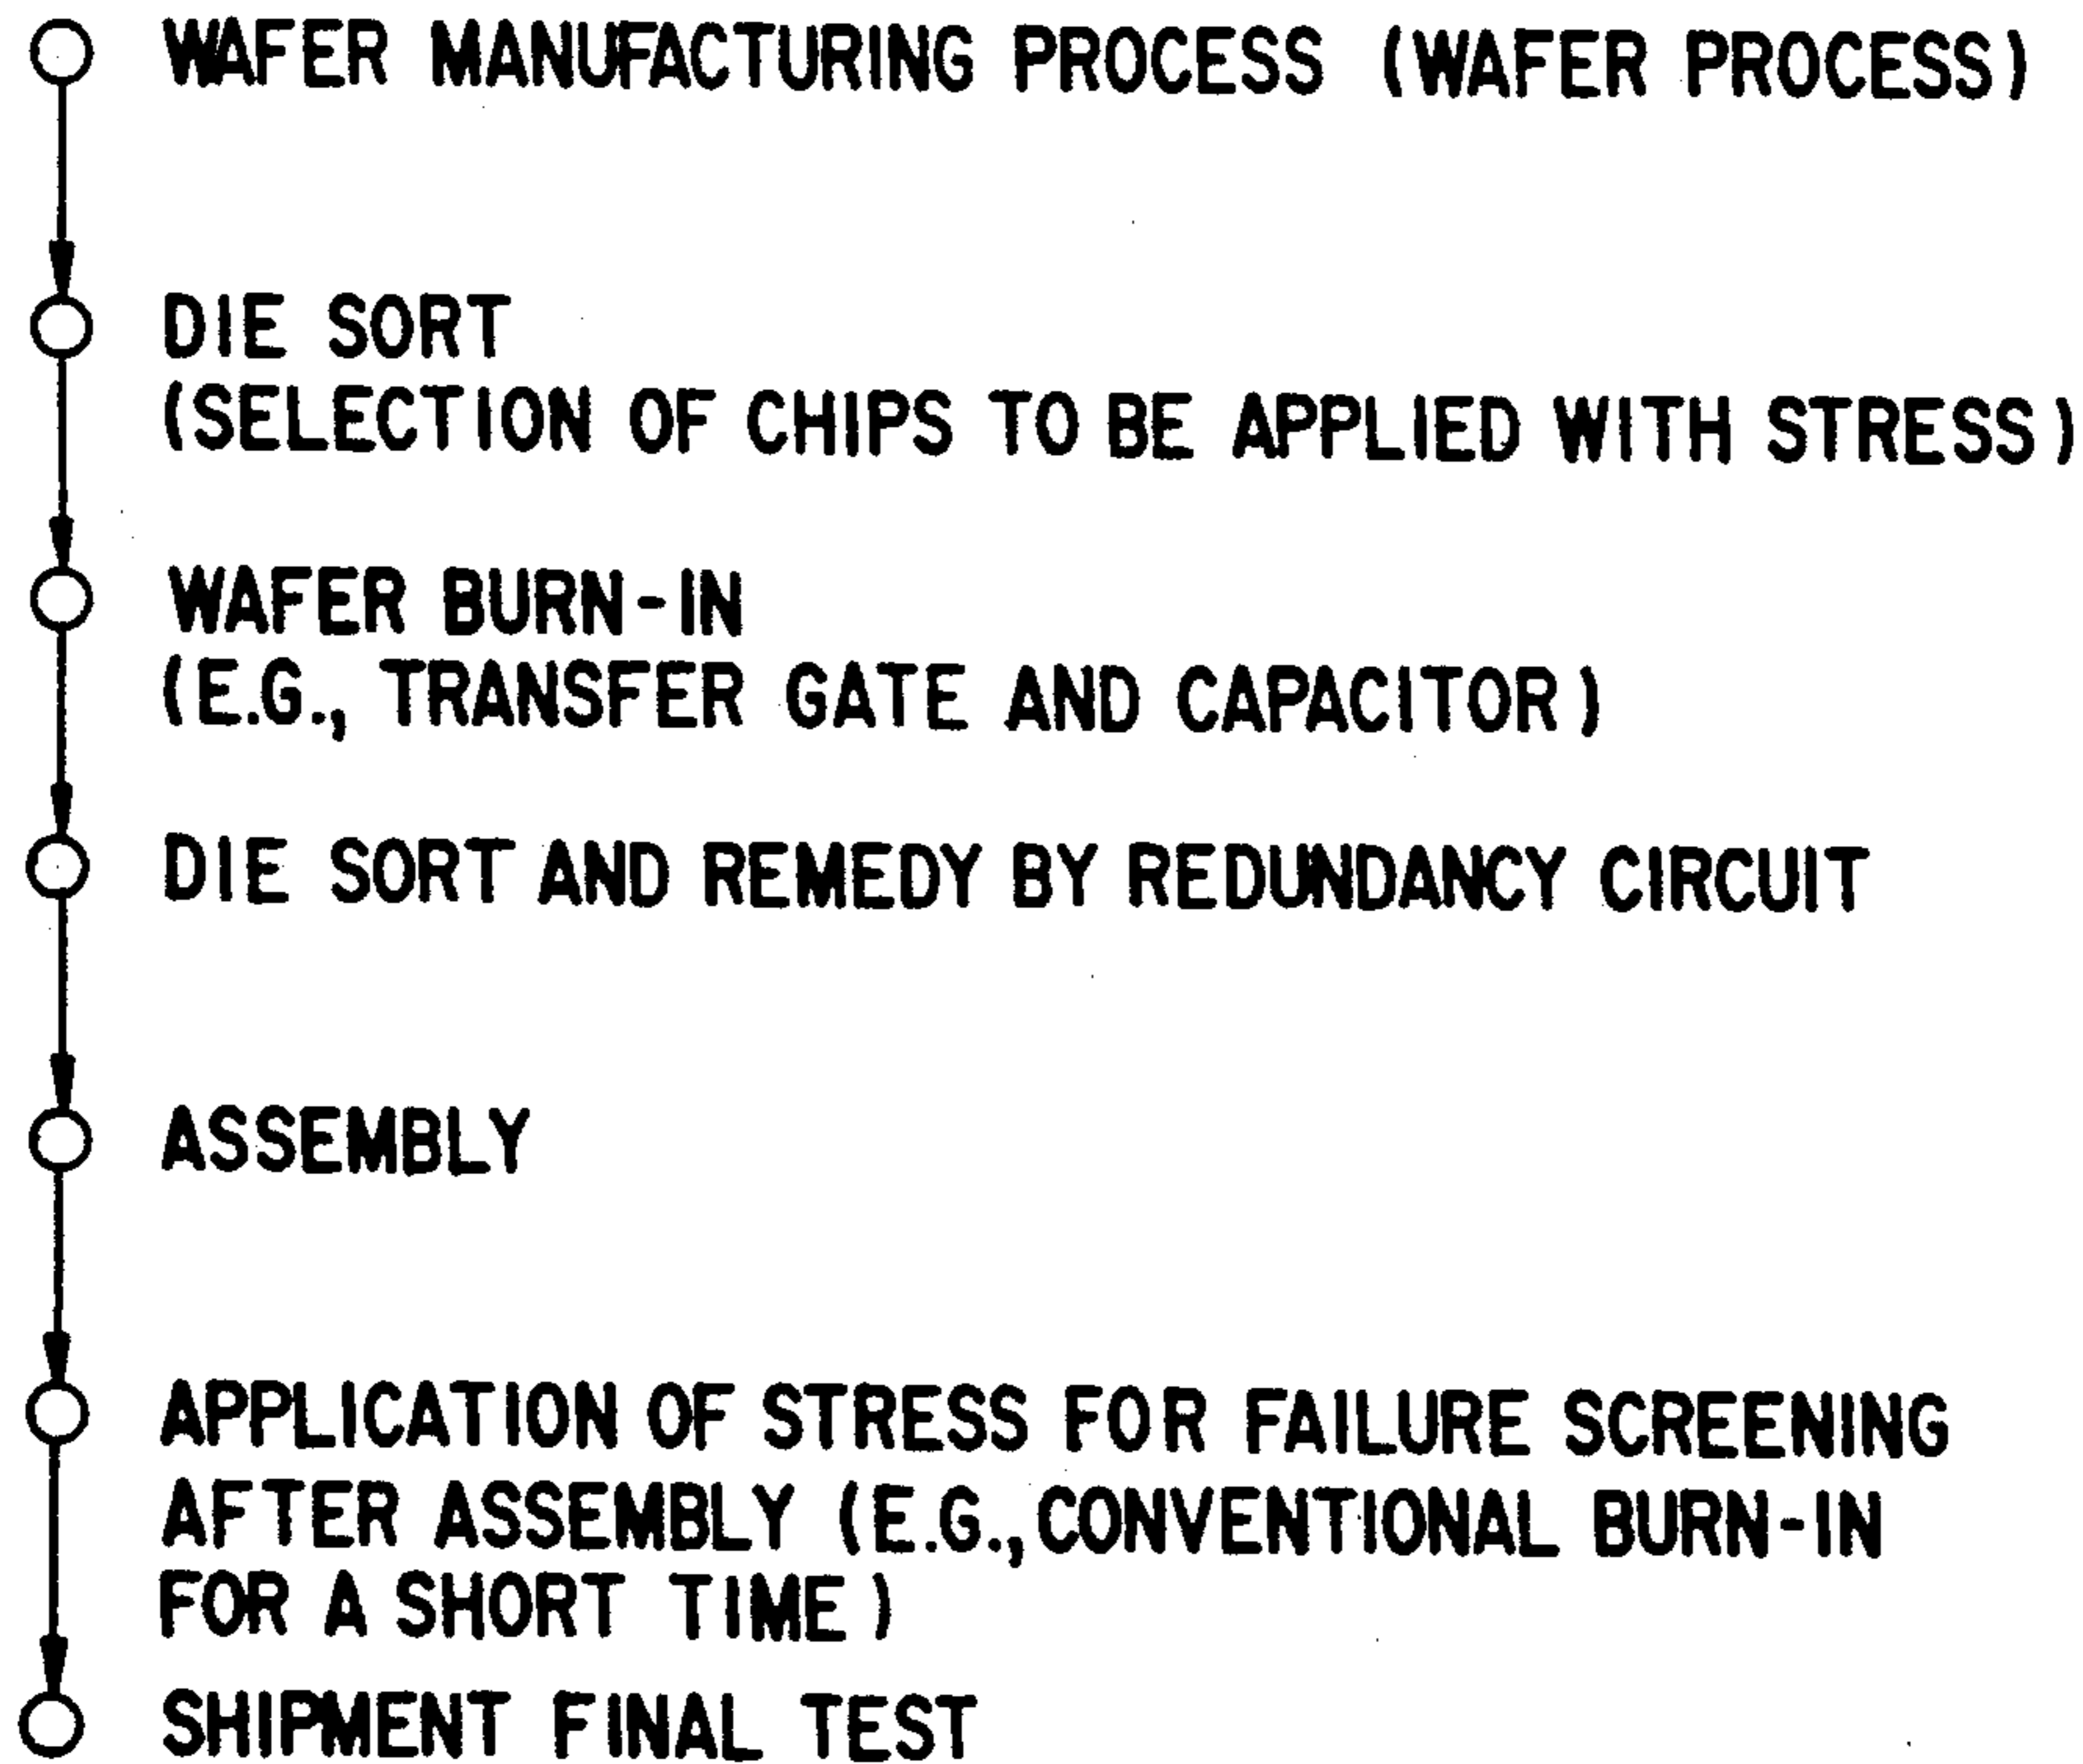 WAFER MANUFACTURING PROCESS (WAFER PROCESS)
DIE SORT
(SELECTION OF CHIPS TO BE APPLIED WITH STRESS)
WAFER BURN-IN
(E.G., TRANSFER GATE AND CAPACITOR)
DIE SORT AND REMEDY BY REDUNDANCY CIRCUIT
ASSEMBLY
APPLICATION OF STRESS FOR FAILURE SCREENING
AFTER ASSEMBLY (E.G., CONVENTIONAL BURN-IN
FOR A SHORT TIME)
SHIPMENT FINAL TEST